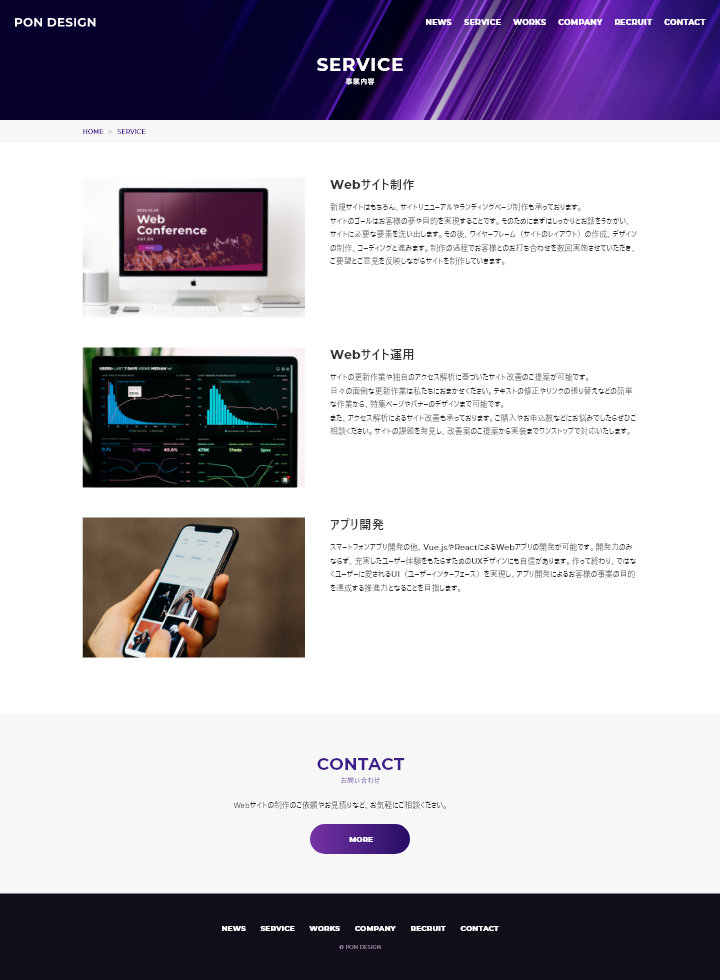 PON DESIGN
NEWS SERVICE WORKS COMPANY RECRUIT CONTACT
SERVICE
事業内容
HOME > SERVICE
Web
Conference
Webサイト制作
新規サイトはもちろん、サイトリニューアルやランディングページ制作も承っております。
サイトのゴールはお客様の夢や目的を実現することです。そのためにまずはしっかりとお話をうかがい、
サイトに必要な要素を洗い出します。その後、ワイヤーフレーム（サイトのレイアウト）の作成、デザイン
の制作、コーディングと進みます。制作の過程でお客様とのお打ち合わせを数回実施させていただき、
ご要望とご意見を反映しながらサイトを制作していきます。
Webサイト運用
サイトの更新作業や独自のアクセス解析に基づいたサイト改善のご提案が可能です。
日々の面倒な更新作業は私たちにおまかせください。テキストの修正やリンクの張り替えなどの簡単
な作業から、特集ページやバナーのデザインまで可能です。
また、アクセス解析によるサイト改善も承っております。ご購入やお申込数などにお悩みでしたらぜひご
相談ください。サイトの課題を発見し、改善案のご提案から実装までワンストップで対応いたします。
USERS: LAST 7 DAYS USING MEDIAN
0.7s 2.7Mpvs 40.6% 479K 17min 2pvs
アプリ開発
スマートフォンアプリ開発の他、Vue.jsやReactによるWebアプリの開発が可能です。開発力のみ
ならず、充実したユーザー体験をもたらすためのUXデザインにも自信があります。作って終わり、ではな
くユーザーに愛されるUI（ユーザーインターフェース）を実現し、アプリ開発によるお客様の事業の目的
を達成する推進力となることを目指します。
CONTACT
お問い合わせ
Webサイトの制作のご依頼やお見積りなど、お気軽にご相談ください。
MORE
NEWS SERVICE WORKS COMPANY RECRUIT CONTACT
© PON DESIGN